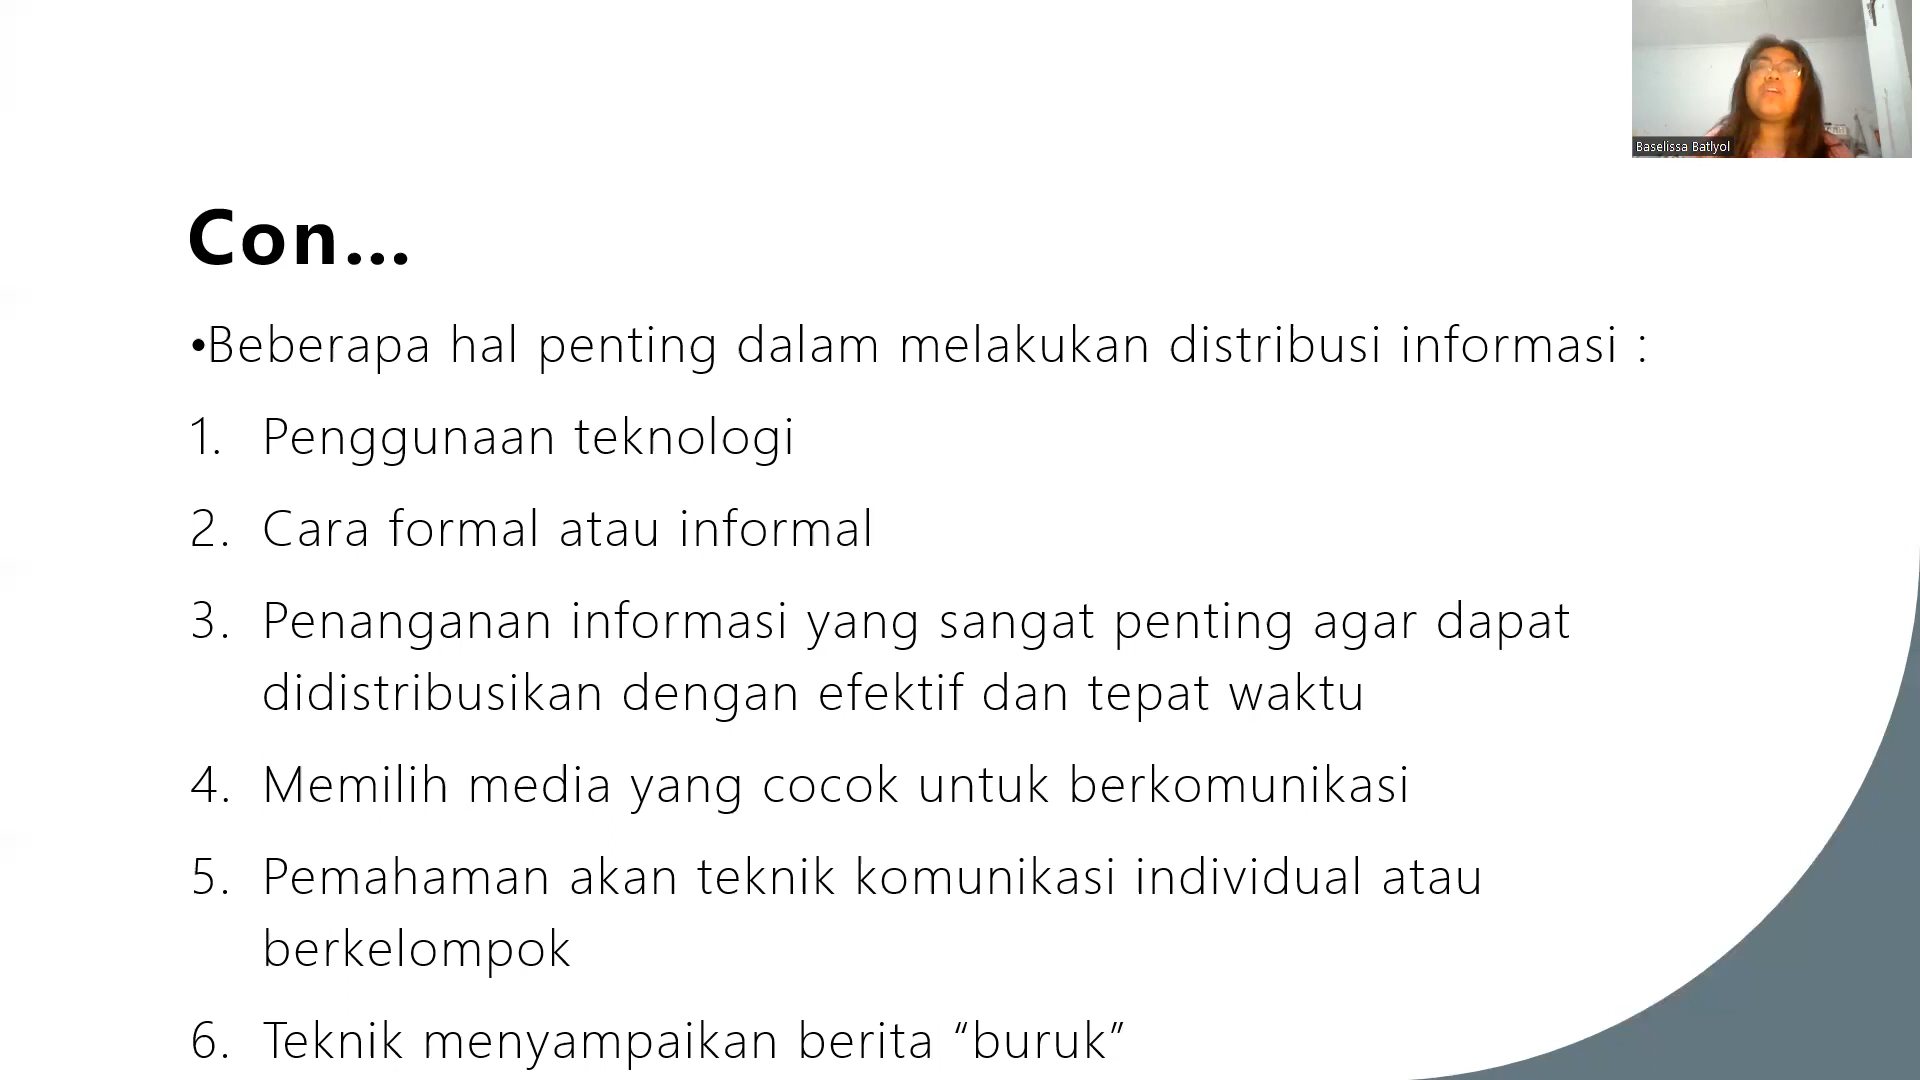 Baselissa Batlyol
Con...
•Beberapa hal penting dalam melakukan distribusi informasi :
1. Penggunaan teknologi
2. Cara formal atau informal
3. Penanganan informasi yang sangat penting agar dapat
didistribusikan dengan efektif dan tepat waktu
4. Memilih media yang cocok untuk berkomunikasi
5. Pemahaman akan teknik komunikasi individual atau
berkelompok
6. Teknik menyampaikan berita “buruk”